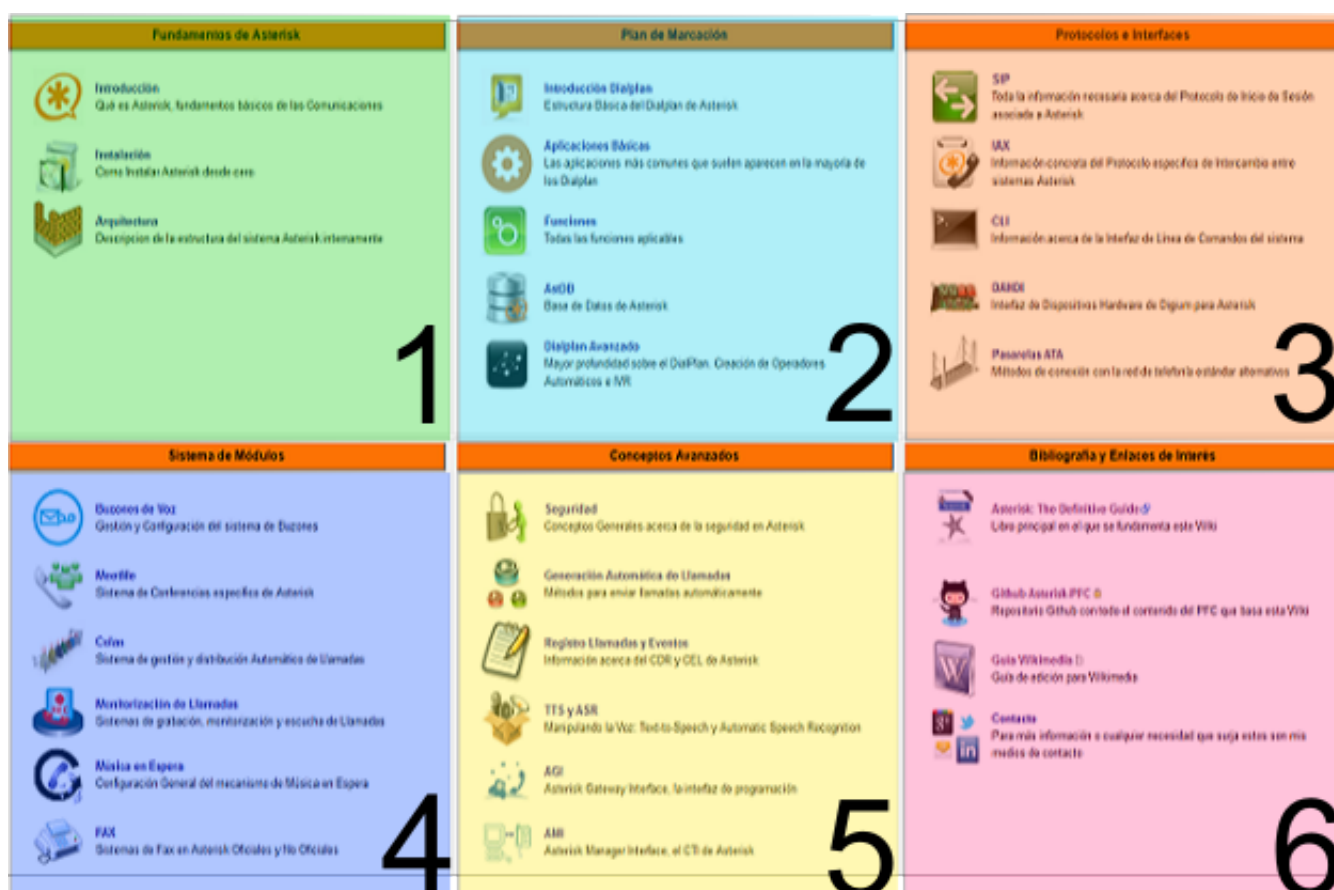 Fundamentos de Asterisk
Introducción
Qué es Asterisk, fundamentos básicos de las Comunicaciones
Instalación
Como Instalar Asterisk desde cero
Arquitectura
Descripcion de la estructura del sistema Asterisk internamente
1
Plan de Marcación
Introducción Dialplan
Estructura Básica del Dialplan de Asterisk
Aplicaciones Básicas
Las aplicaciones más comunes que suelen aparecen en la mayoría de
los Dialplan
Funciones
Todas las funciones aplicables
AstDB
Base de Datos de Asterisk
Dialplan Avanzado
Mayor profundidad sobre el DialPlan. Creación de Operadores
Automáticos e IVR
2
Protocolos e Interfaces
SIP
Toda la información necesaria acerca del Protocolo de Inicio de Sesión
asociada a Asterisk
IAX
Información concreta del Protocolo especifica de Intercambio entre
sistemas Asterisk
CLI
Información acerca de la Interfaz de Línea de Comandos del sistema
DAHDI
Interfaz de Dispositivos Hardware de Digium para Asterisk
Pasarelas ATA
Métodos de conexión con la red de telefonía estándar alternativos
3
Sistema de Módulos
Buzones de Voz
Gestión y Configuración del sistema de Buzones
MeetMe
Sistema de Conferencias especifico de Asterisk
Colas
Sistema de gestión y distribución Automático de Llamadas
Monitorización de Llamadas
Sistemas de grabación, monitorización y escucha de Llamadas
Música en Espera
Configuración General del mecanismo de Música en Espera
FAX
Sistemas de Fax en Asterisk Oficiales y No Oficiales
4
Conceptos Avanzados
Seguridad
Conceptos Generales acerca de la seguridad en Asterisk
Generación Automática de Llamadas
Métodos para enviar llamadas automáticamente
Registro Llamadas y Eventos
Información acerca del CDR y CEL de Asterisk
TTS y ASR
Manipulando la Voz: Text-to-Speech y Automatic Speech Recognition
AGI
Asterisk Gateway Interface, la interfaz de programación
AMI
Asterisk Manager Interface, el CTI de Asterisk
5
Bibliografía y Enlaces de Interés
Asterisk: The Definitive Guide
Libro principal en el que se fundamenta este Wiki
Github Asterisk PFC
Repositorio Github con todo el contenido del PFC que basa esta Wiki
Guía Wikimedia
Guía de edición para Wikimedia
Contacto
Para más información o cualquier necesidad que surja estos son mis
medios de contacto
6